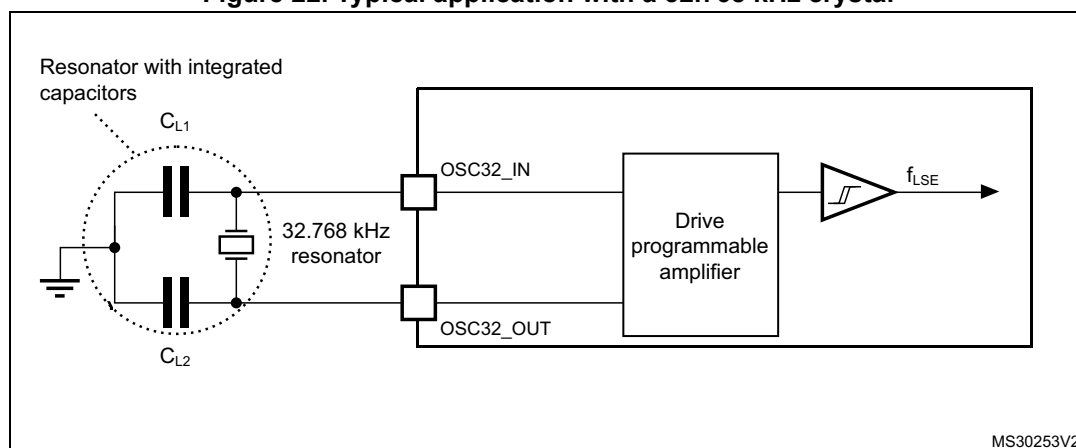 Figure 22. Typical application with a 32.768 kHz crystal
Resonator with integrated
capacitors
CL1
OSC32_IN
fLSE
32.768 kHz
resonator
Drive
programmable
amplifier
OSC32_OUT
CL2
MS30253V2